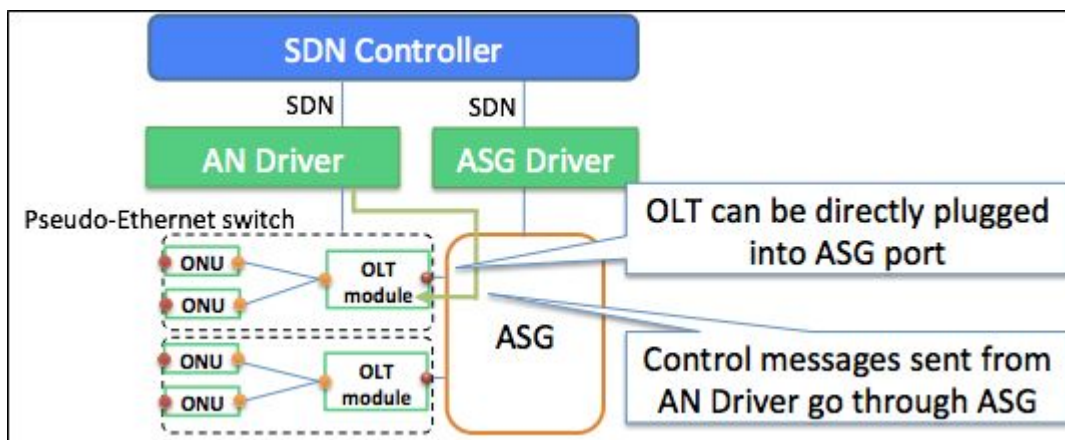 SDN Controller
SDN
SDN
AN Driver
ASG Driver
Pseudo-Ethernet switch
OLT can be directly plugged
into ASG port
ONU
ONU
OLT
module
ASG
Control messages sent from
AN Driver go through ASG
ONU
ONU
OLT
module